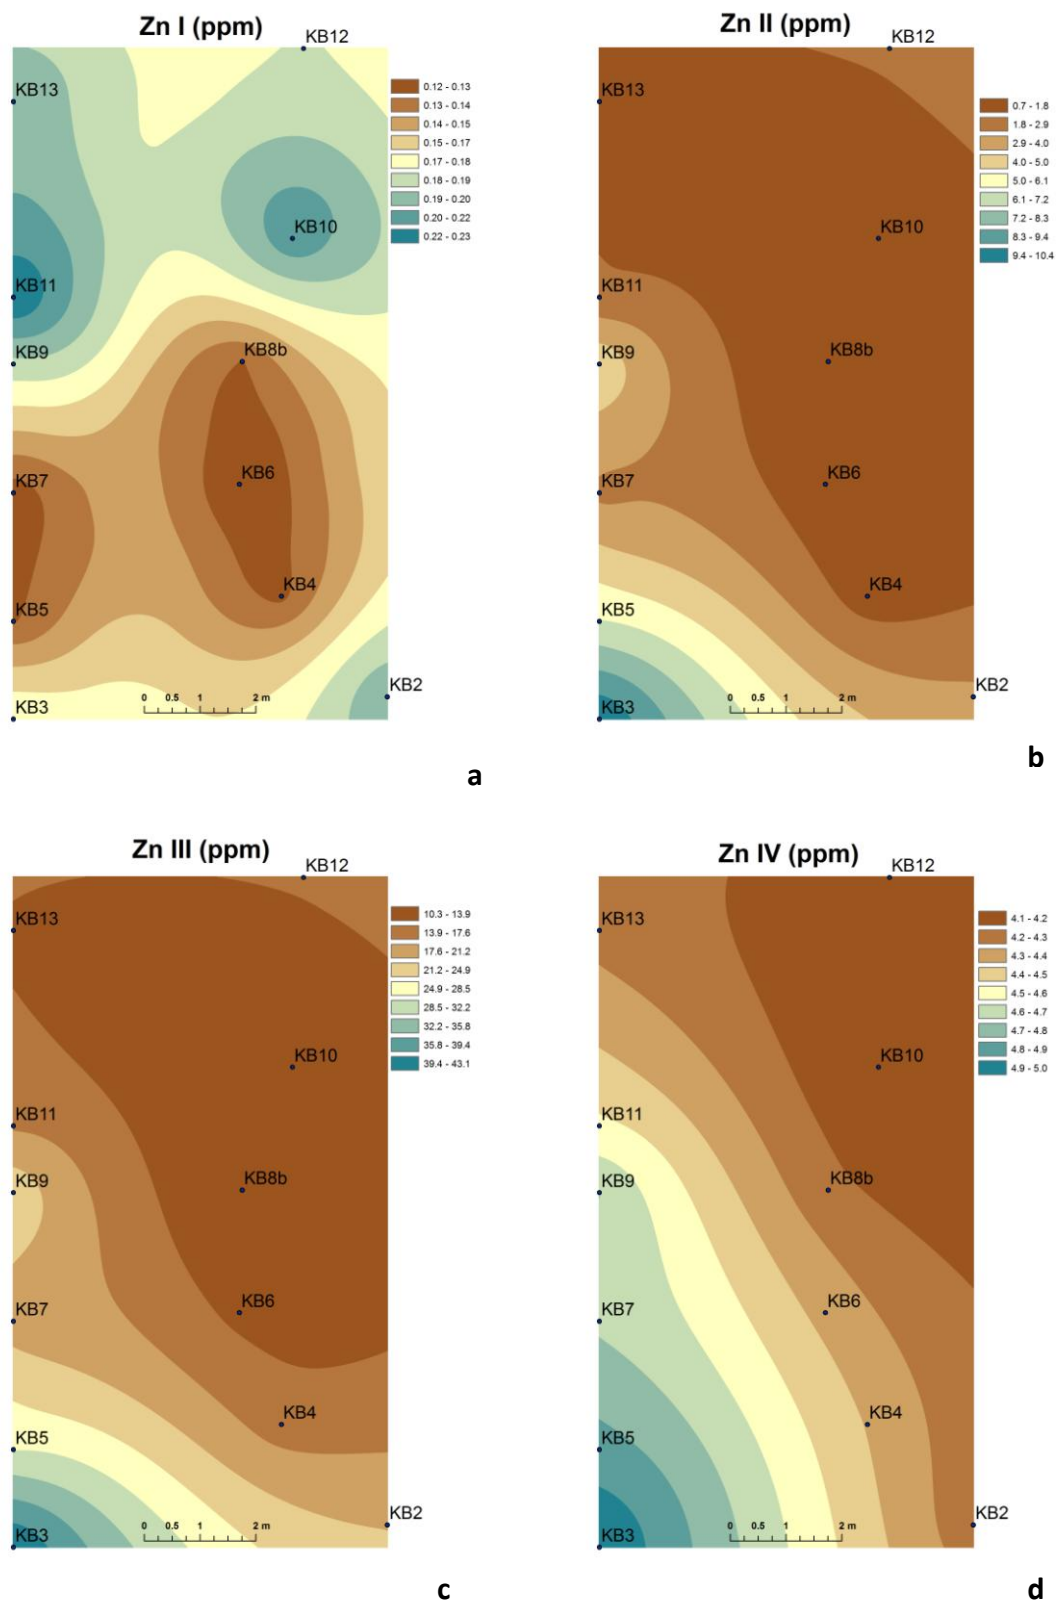 Zn I (ppm)
KB12
KB13
0.12 - 0.13
0.13 - 0.14
0.14 - 0.15
0.15 - 0.17
0.17 - 0.18
0.18 - 0.19
0.19 - 0.20
0.20 - 0.22
0.22 - 0.23
KB10
KB11
KB9
KB8b
KB7
KB6
KB5
KB4
KB3
KB2
0 0.5 1 2 m
a
Zn II (ppm)
KB12
KB13
0.7 - 1.8
1.8 - 2.9
2.9 - 4.0
4.0 - 5.0
5.0 - 6.1
6.1 - 7.2
7.2 - 8.3
8.3 - 9.4
9.4 - 10.4
KB10
KB11
KB9
KB8b
KB7
KB6
KB5
KB4
KB3
KB2
0 0.5 1 2 m
b
Zn III (ppm)
KB12
KB13
10.3 - 13.9
13.9 - 17.6
17.6 - 21.2
21.2 - 24.9
24.9 - 28.5
28.5 - 32.2
32.2 - 35.8
35.8 - 39.4
39.4 - 43.1
KB10
KB11
KB9
KB8b
KB7
KB6
KB5
KB4
KB3
KB2
0 0.5 1 2 m
c
Zn IV (ppm)
KB12
KB13
4.1 - 4.2
4.2 - 4.3
4.3 - 4.4
4.4 - 4.5
4.5 - 4.6
4.6 - 4.7
4.7 - 4.8
4.8 - 4.9
4.9 - 5.0
KB10
KB11
KB9
KB8b
KB7
KB6
KB5
KB4
KB3
KB2
0 0.5 1 2 m
d